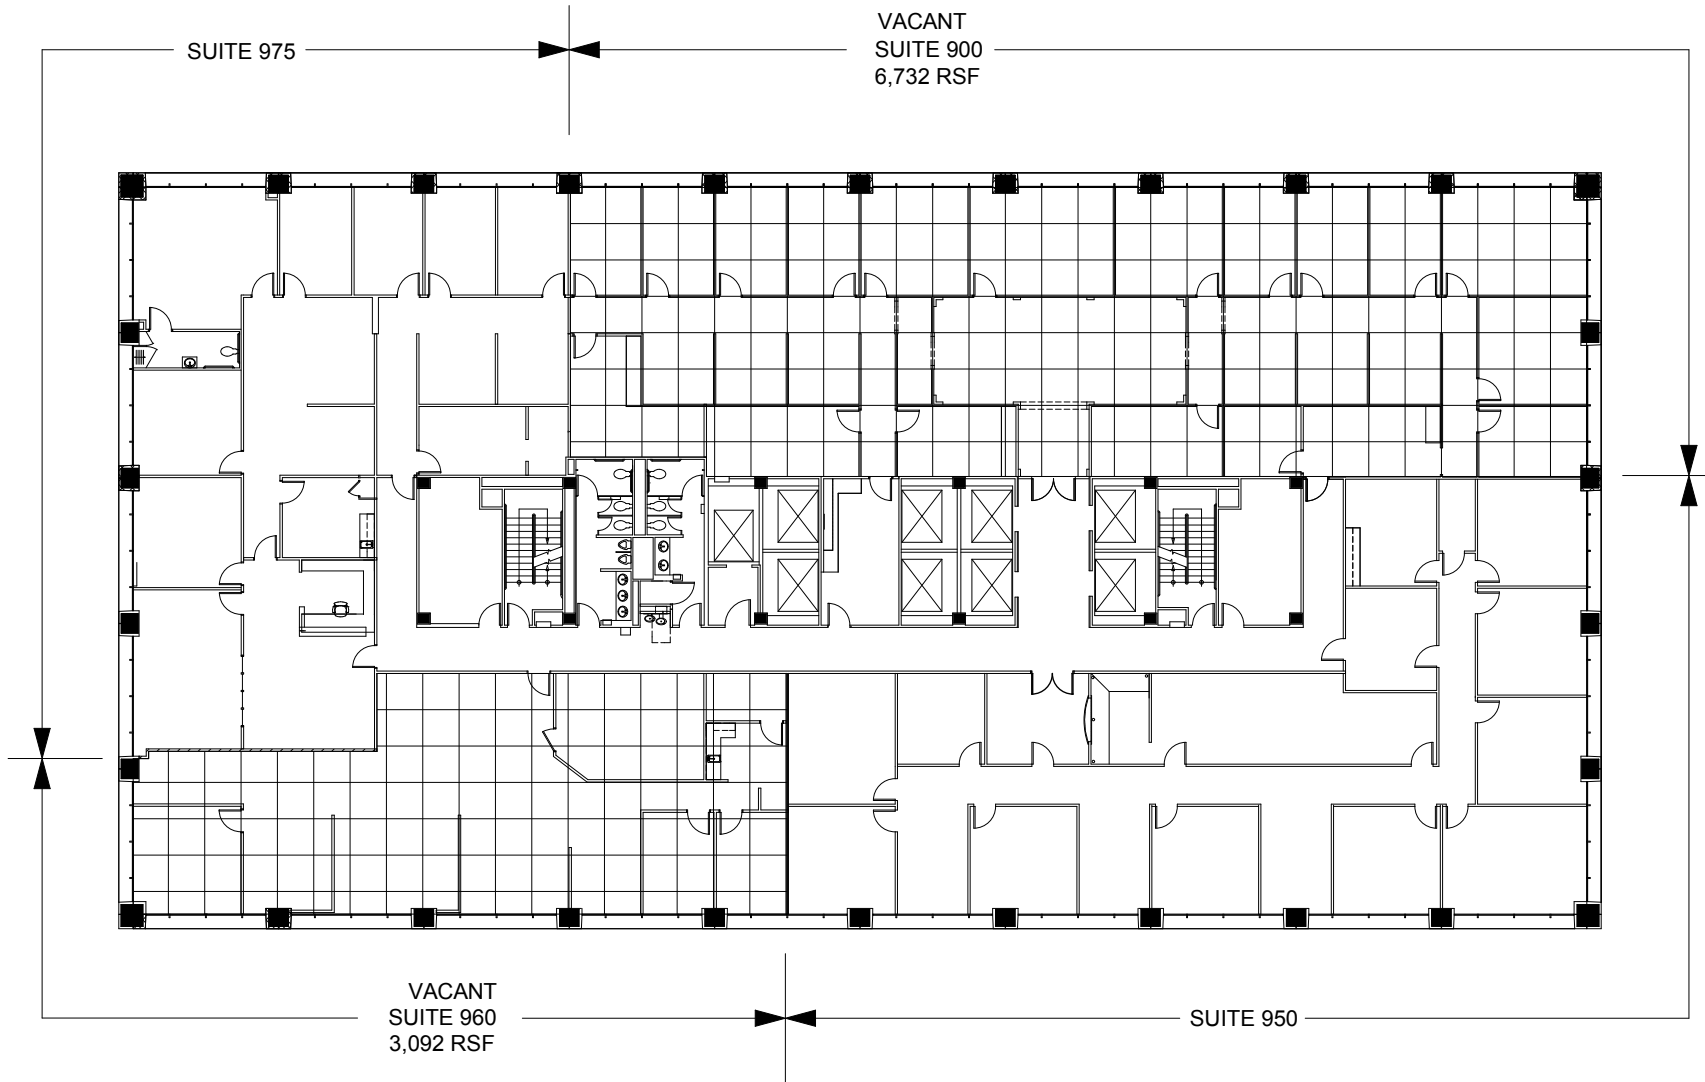 SUITE 975
VACANT
SUITE 900
6,732 RSF
VACANT
SUITE 960
3,092 RSF
SUITE 950